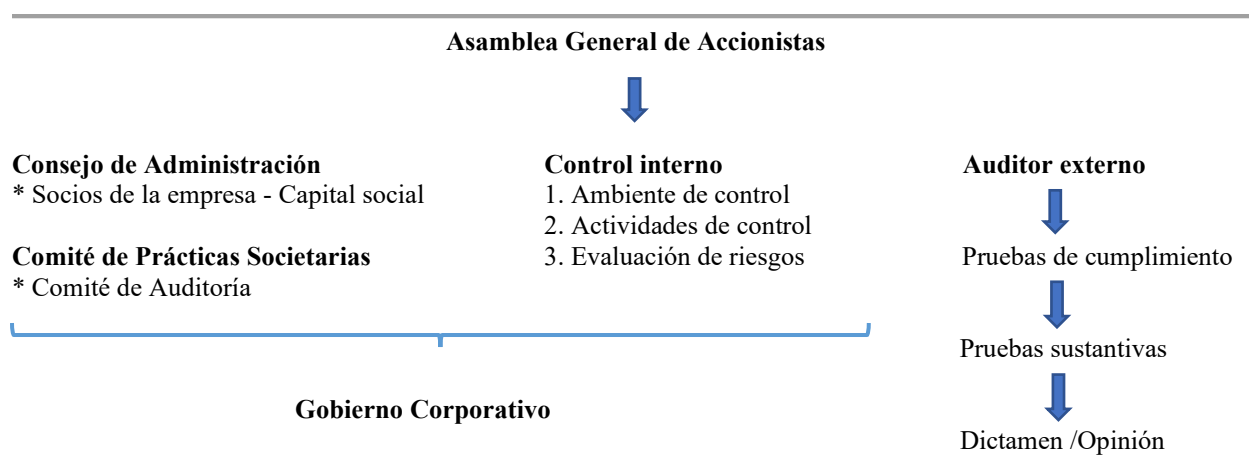 Asamblea General de Accionistas
Consejo de Administración
* Socios de la empresa - Capital social
Comité de Prácticas Societarias
* Comité de Auditoría
Control interno
1. Ambiente de control
2. Actividades de control
3. Evaluación de riesgos
Gobierno Corporativo
Auditor externo
Pruebas de cumplimiento
Pruebas sustantivas
Dictamen /Opinión